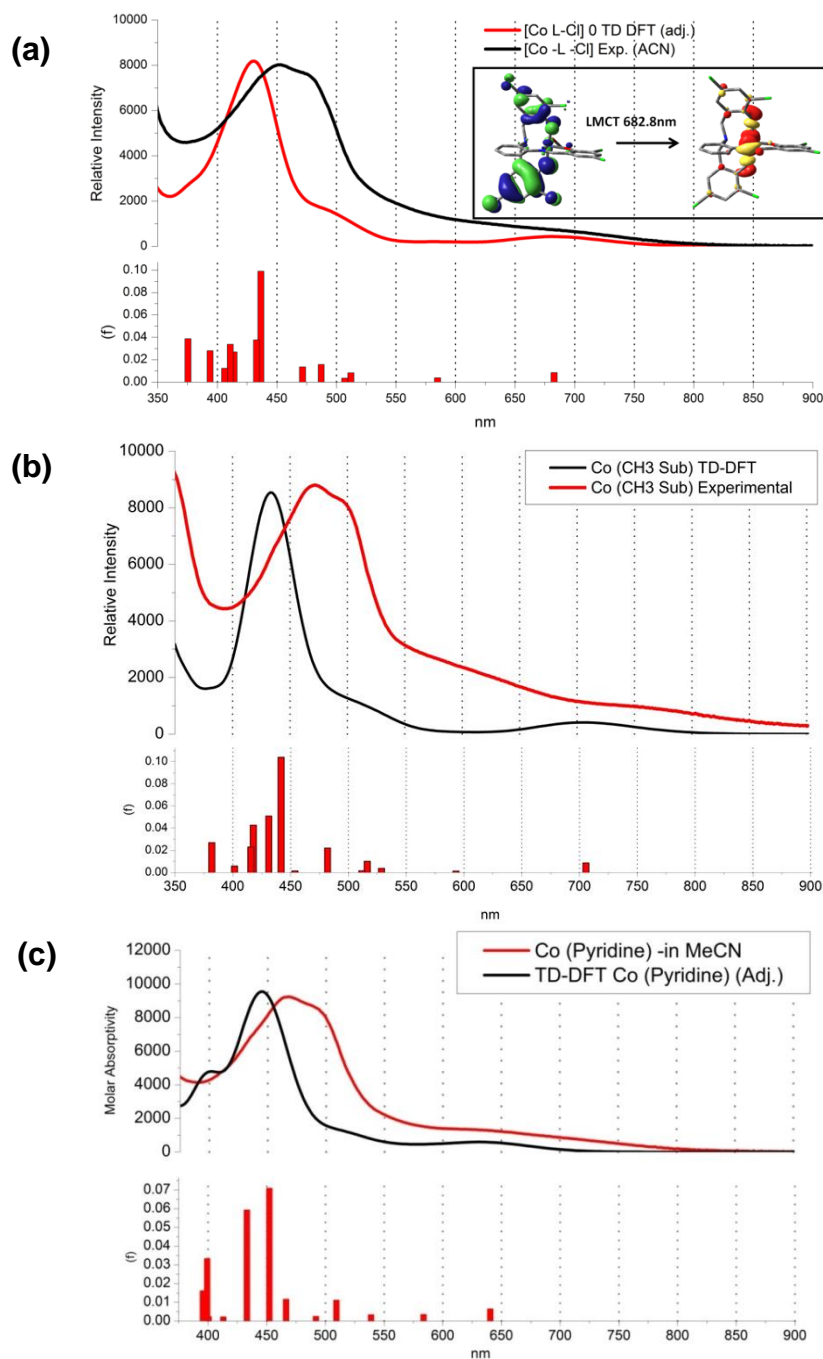 (a)
[Co L-Cl] 0 TD DFT (adj.)
[Co -L -Cl] Exp. (ACN)
LMCT 682.8nm
Relative Intensity
10000
8000
6000
4000
2000
0
(f)
0.10
0.08
0.06
0.04
0.02
0.00
350 400 450 500 550 600 650 700 750 800 850 900
nm
(b)
Co (CH3 Sub) TD-DFT
Co (CH3 Sub) Experimental
Relative Intensity
10000
8000
6000
4000
2000
0
(f)
0.10
0.08
0.06
0.04
0.02
0.00
350 400 450 500 550 600 650 700 750 800 850 900
nm
(c)
Co (Pyridine) -in MeCN
TD-DFT Co (Pyridine) (Adj.)
Molar Absorptivity
12000
10000
8000
6000
4000
2000
0
(f)
0.07
0.06
0.05
0.04
0.03
0.02
0.01
0.00
400 450 500 550 600 650 700 750 800 850 900
nm